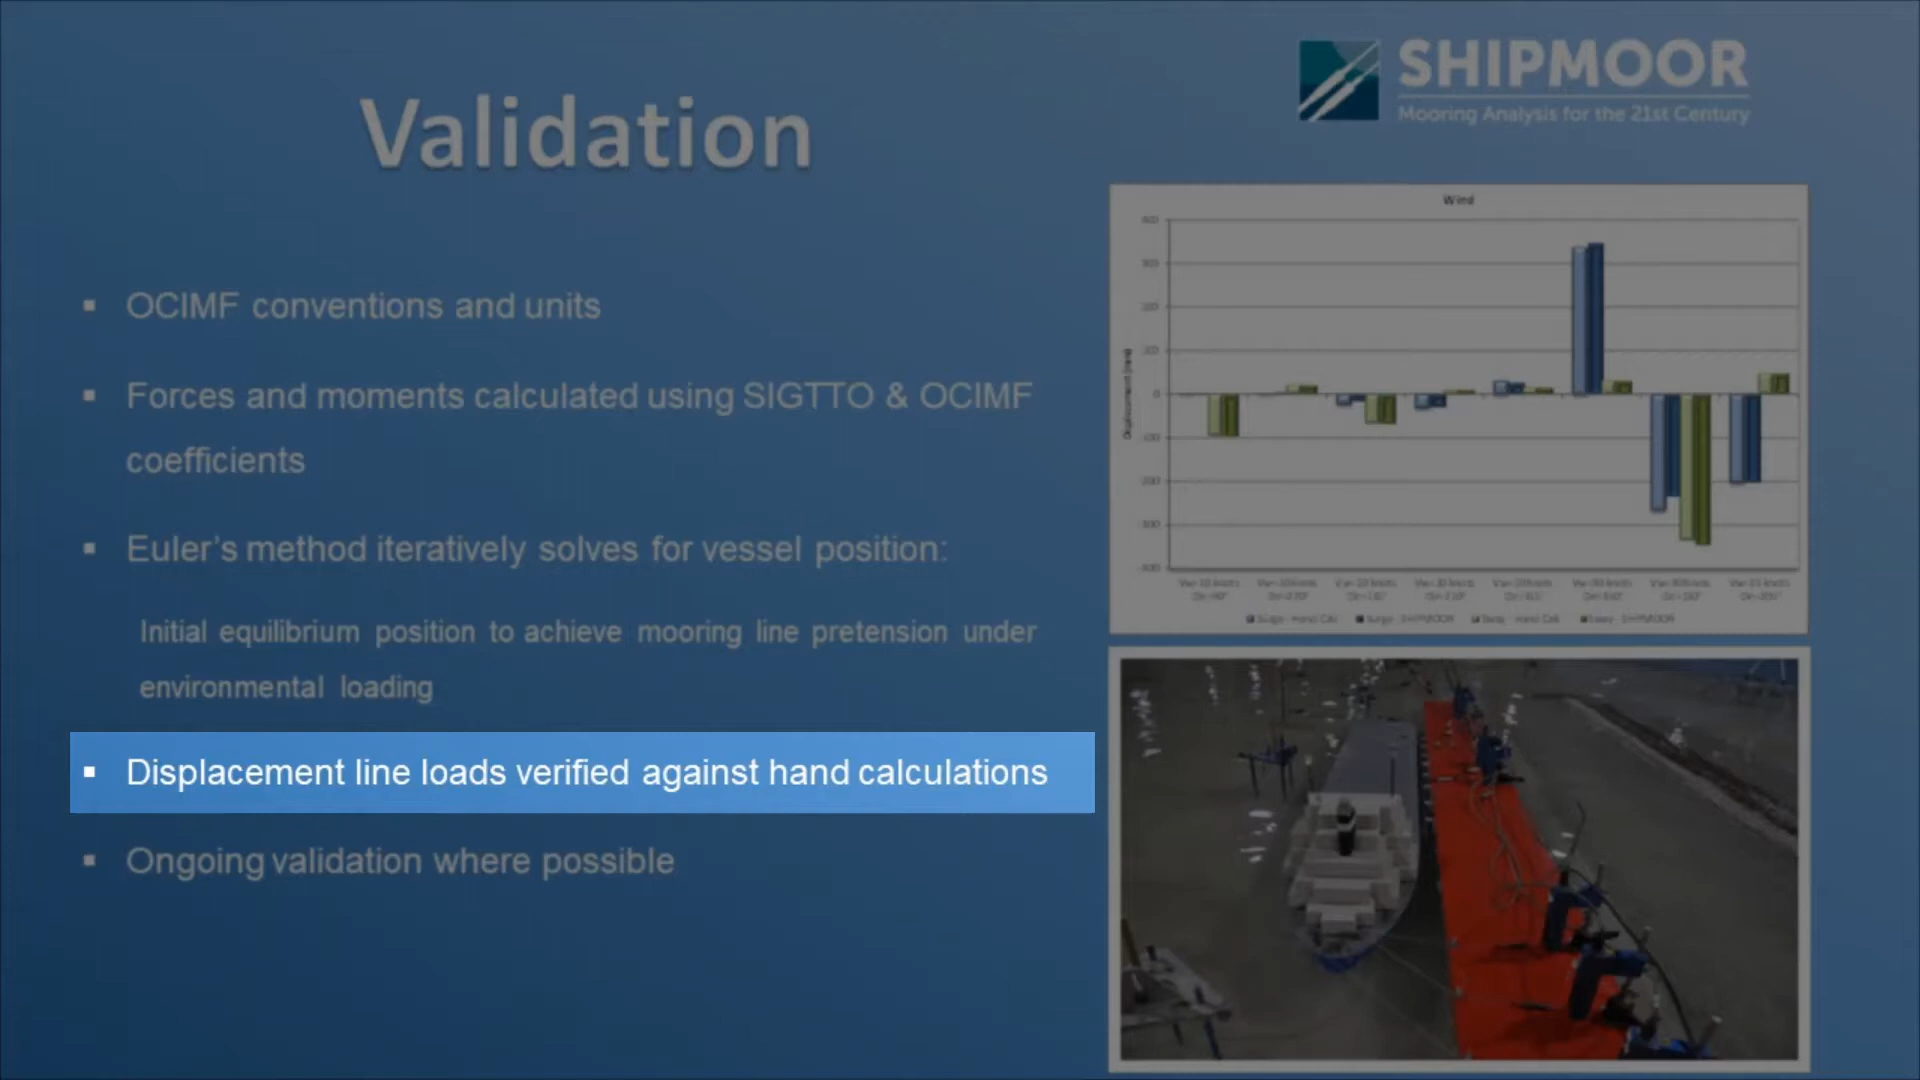 SHIPMOOR
Mooring Analysis for the 21st Century
Validation
▪ OCIMF conventions and units
▪ Forces and moments calculated using SIGTTO & OCIMF
coefficients
▪ Euler's method iteratively solves for vessel position:
Initial equilibrium position to achieve mooring line pretension under
environmental loading
▪ Displacement line loads verified against hand calculations
▪ Ongoing validation where possible
Wind
Displacement
0